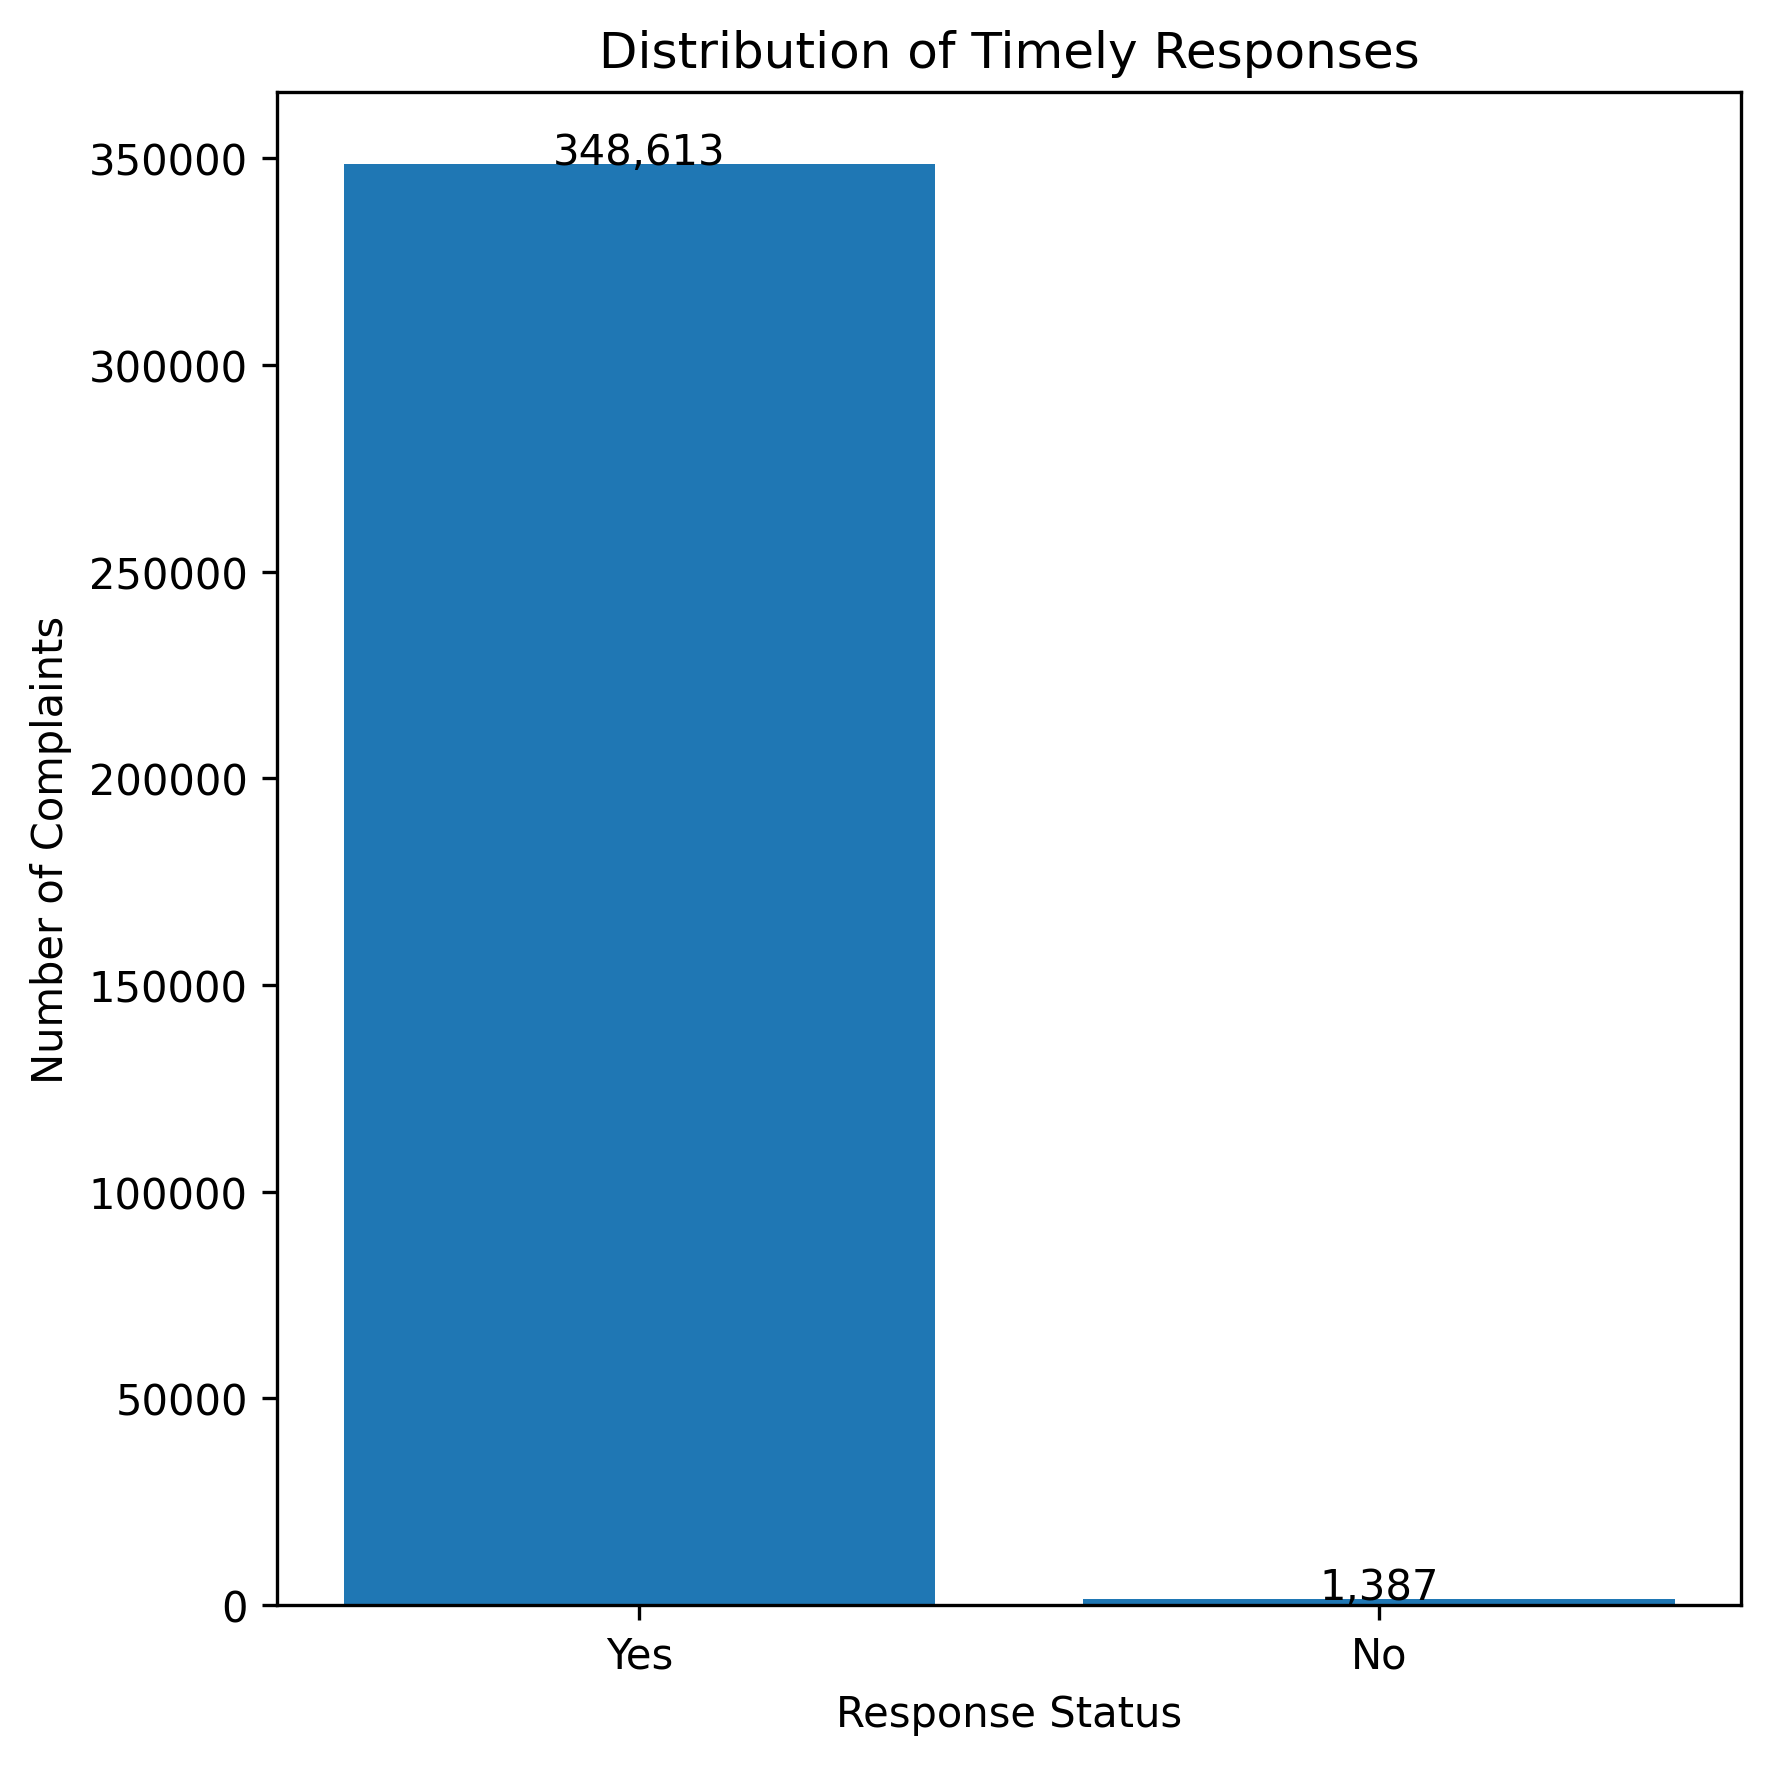 Distribution of Timely Responses
348,613
350000
300000
250000
200000
150000
100000
50000
0
Number of Complaints
1,387
Yes
No
Response Status